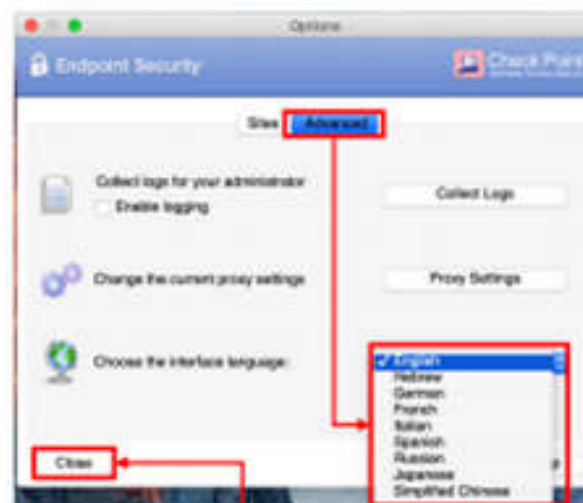 Options
Endpoint Security
Check Point
Sites Advanced
Collect logs for your administrator
Enable logging
Collect Logs
Change the current proxy settings
Proxy Settings
Choose the interface language:
✓ English
Hebrew
German
French
Italian
Spanish
Russian
Japanese
Simplified Chinese
Close